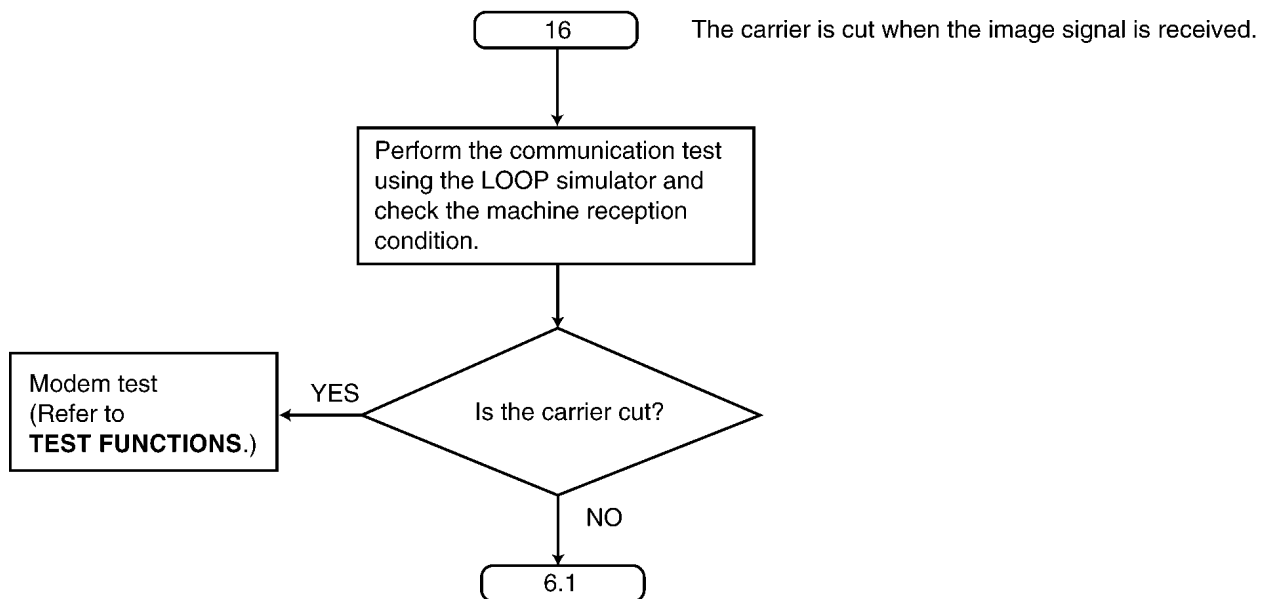 16
The carrier is cut when the image signal is received.
Perform the communication test
using the LOOP simulator and
check the machine reception
condition.
Is the carrier cut?
YES
Modem test
(Refer to
TEST FUNCTIONS.)
NO
6.1